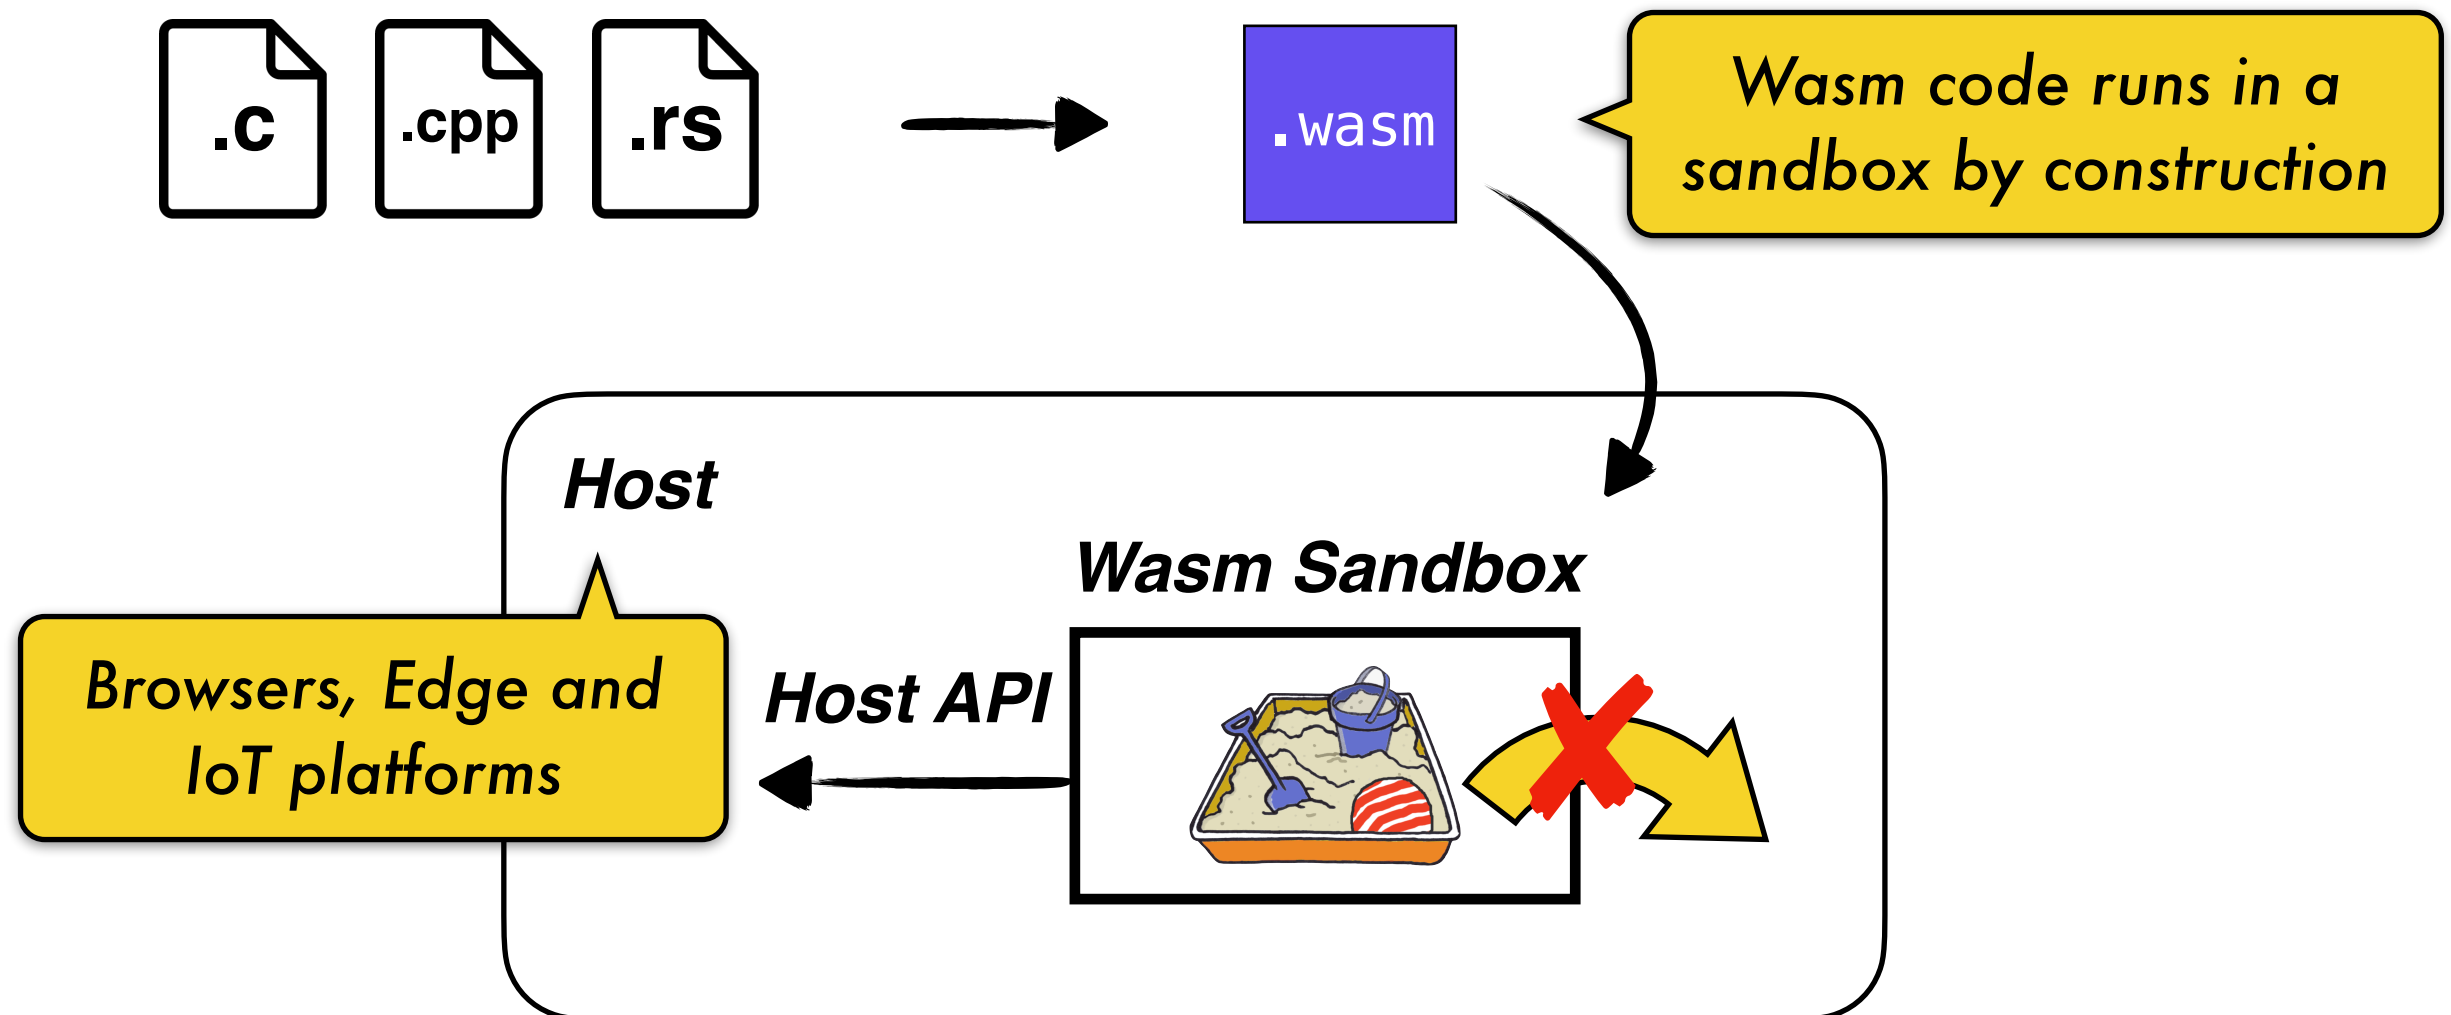 .c
.cpp
.rs
.wasm
Wasm code runs in a
sandbox by construction
Host
Wasm Sandbox
Browsers, Edge and
IoT platforms
Host API